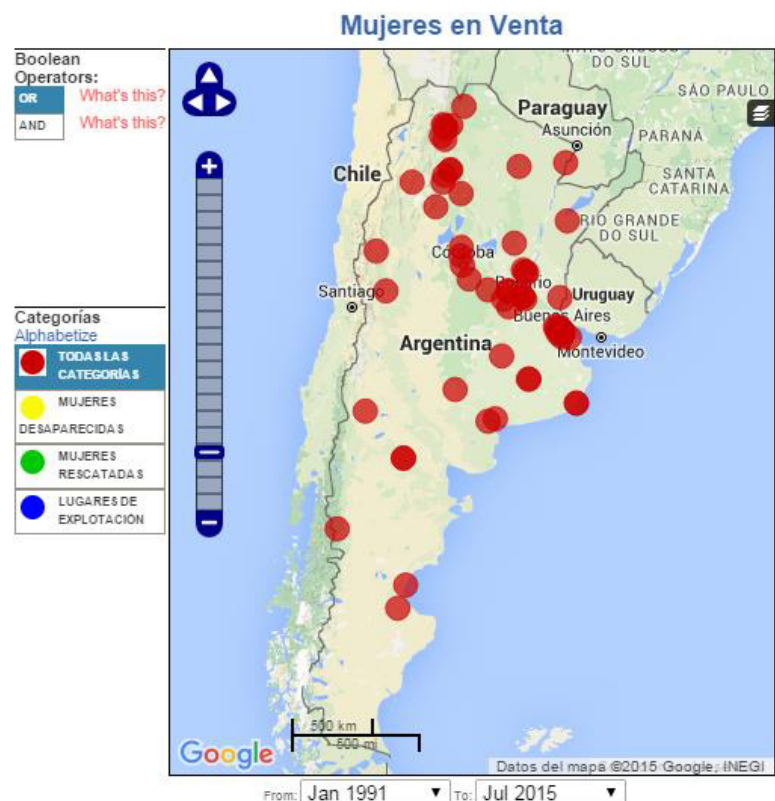 Mujeres en Venta
Boolean
Operators:
OR
What's this?
AND
What's this?
Categorías
Alphabetize
TODAS LAS
CATEGORÍAS
MUJERES
DESAPARECIDAS
MUJERES
RESCATADAS
LUGARES DE
EXPLOTACIÓN
DO SUL
SÃO PAULO
Paraguay
Asunción
PARANÁ
Chile
SANTA
CATARINA
RIO GRANDE
DO SUL
Córdoba
Santiago
Uruguay
Buenos Aires
Argentina
Montevideo
500 km
500 mi
Google
Datos del mapa ©2015 Google, INEGI
From: Jan 1991
To: Jul 2015